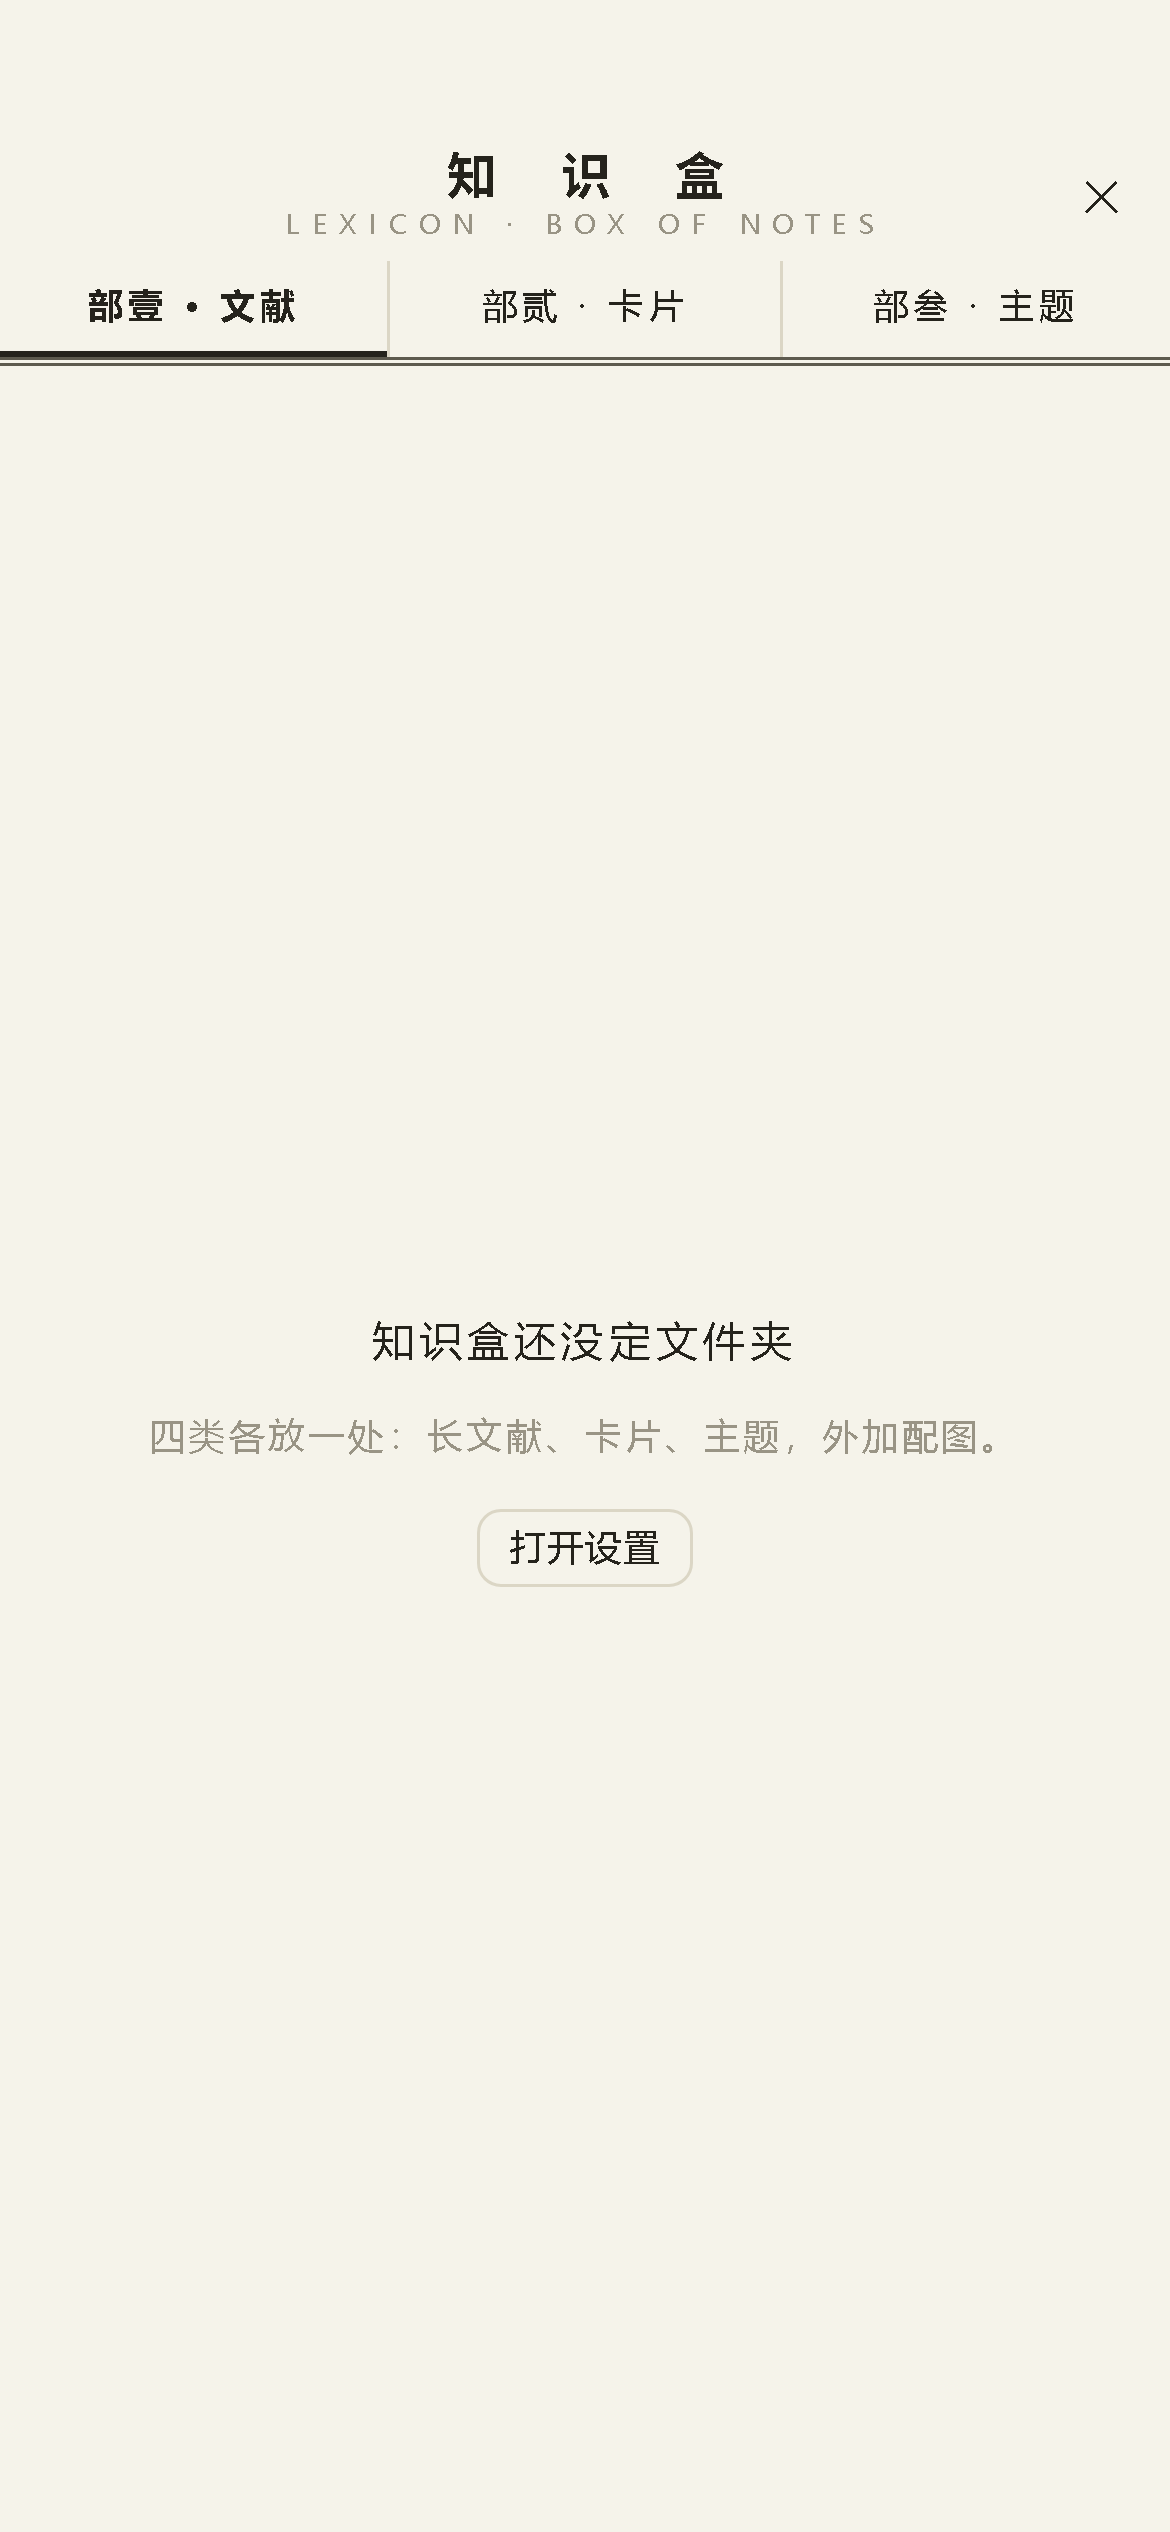 知识盒
LEXICON · BOX OF NOTES
部壹 · 文献
部贰 · 卡片
部叁 · 主题
知识盒还没定文件夹
四类各放一处：长文献、卡片、主题，外加配图。
打开设置